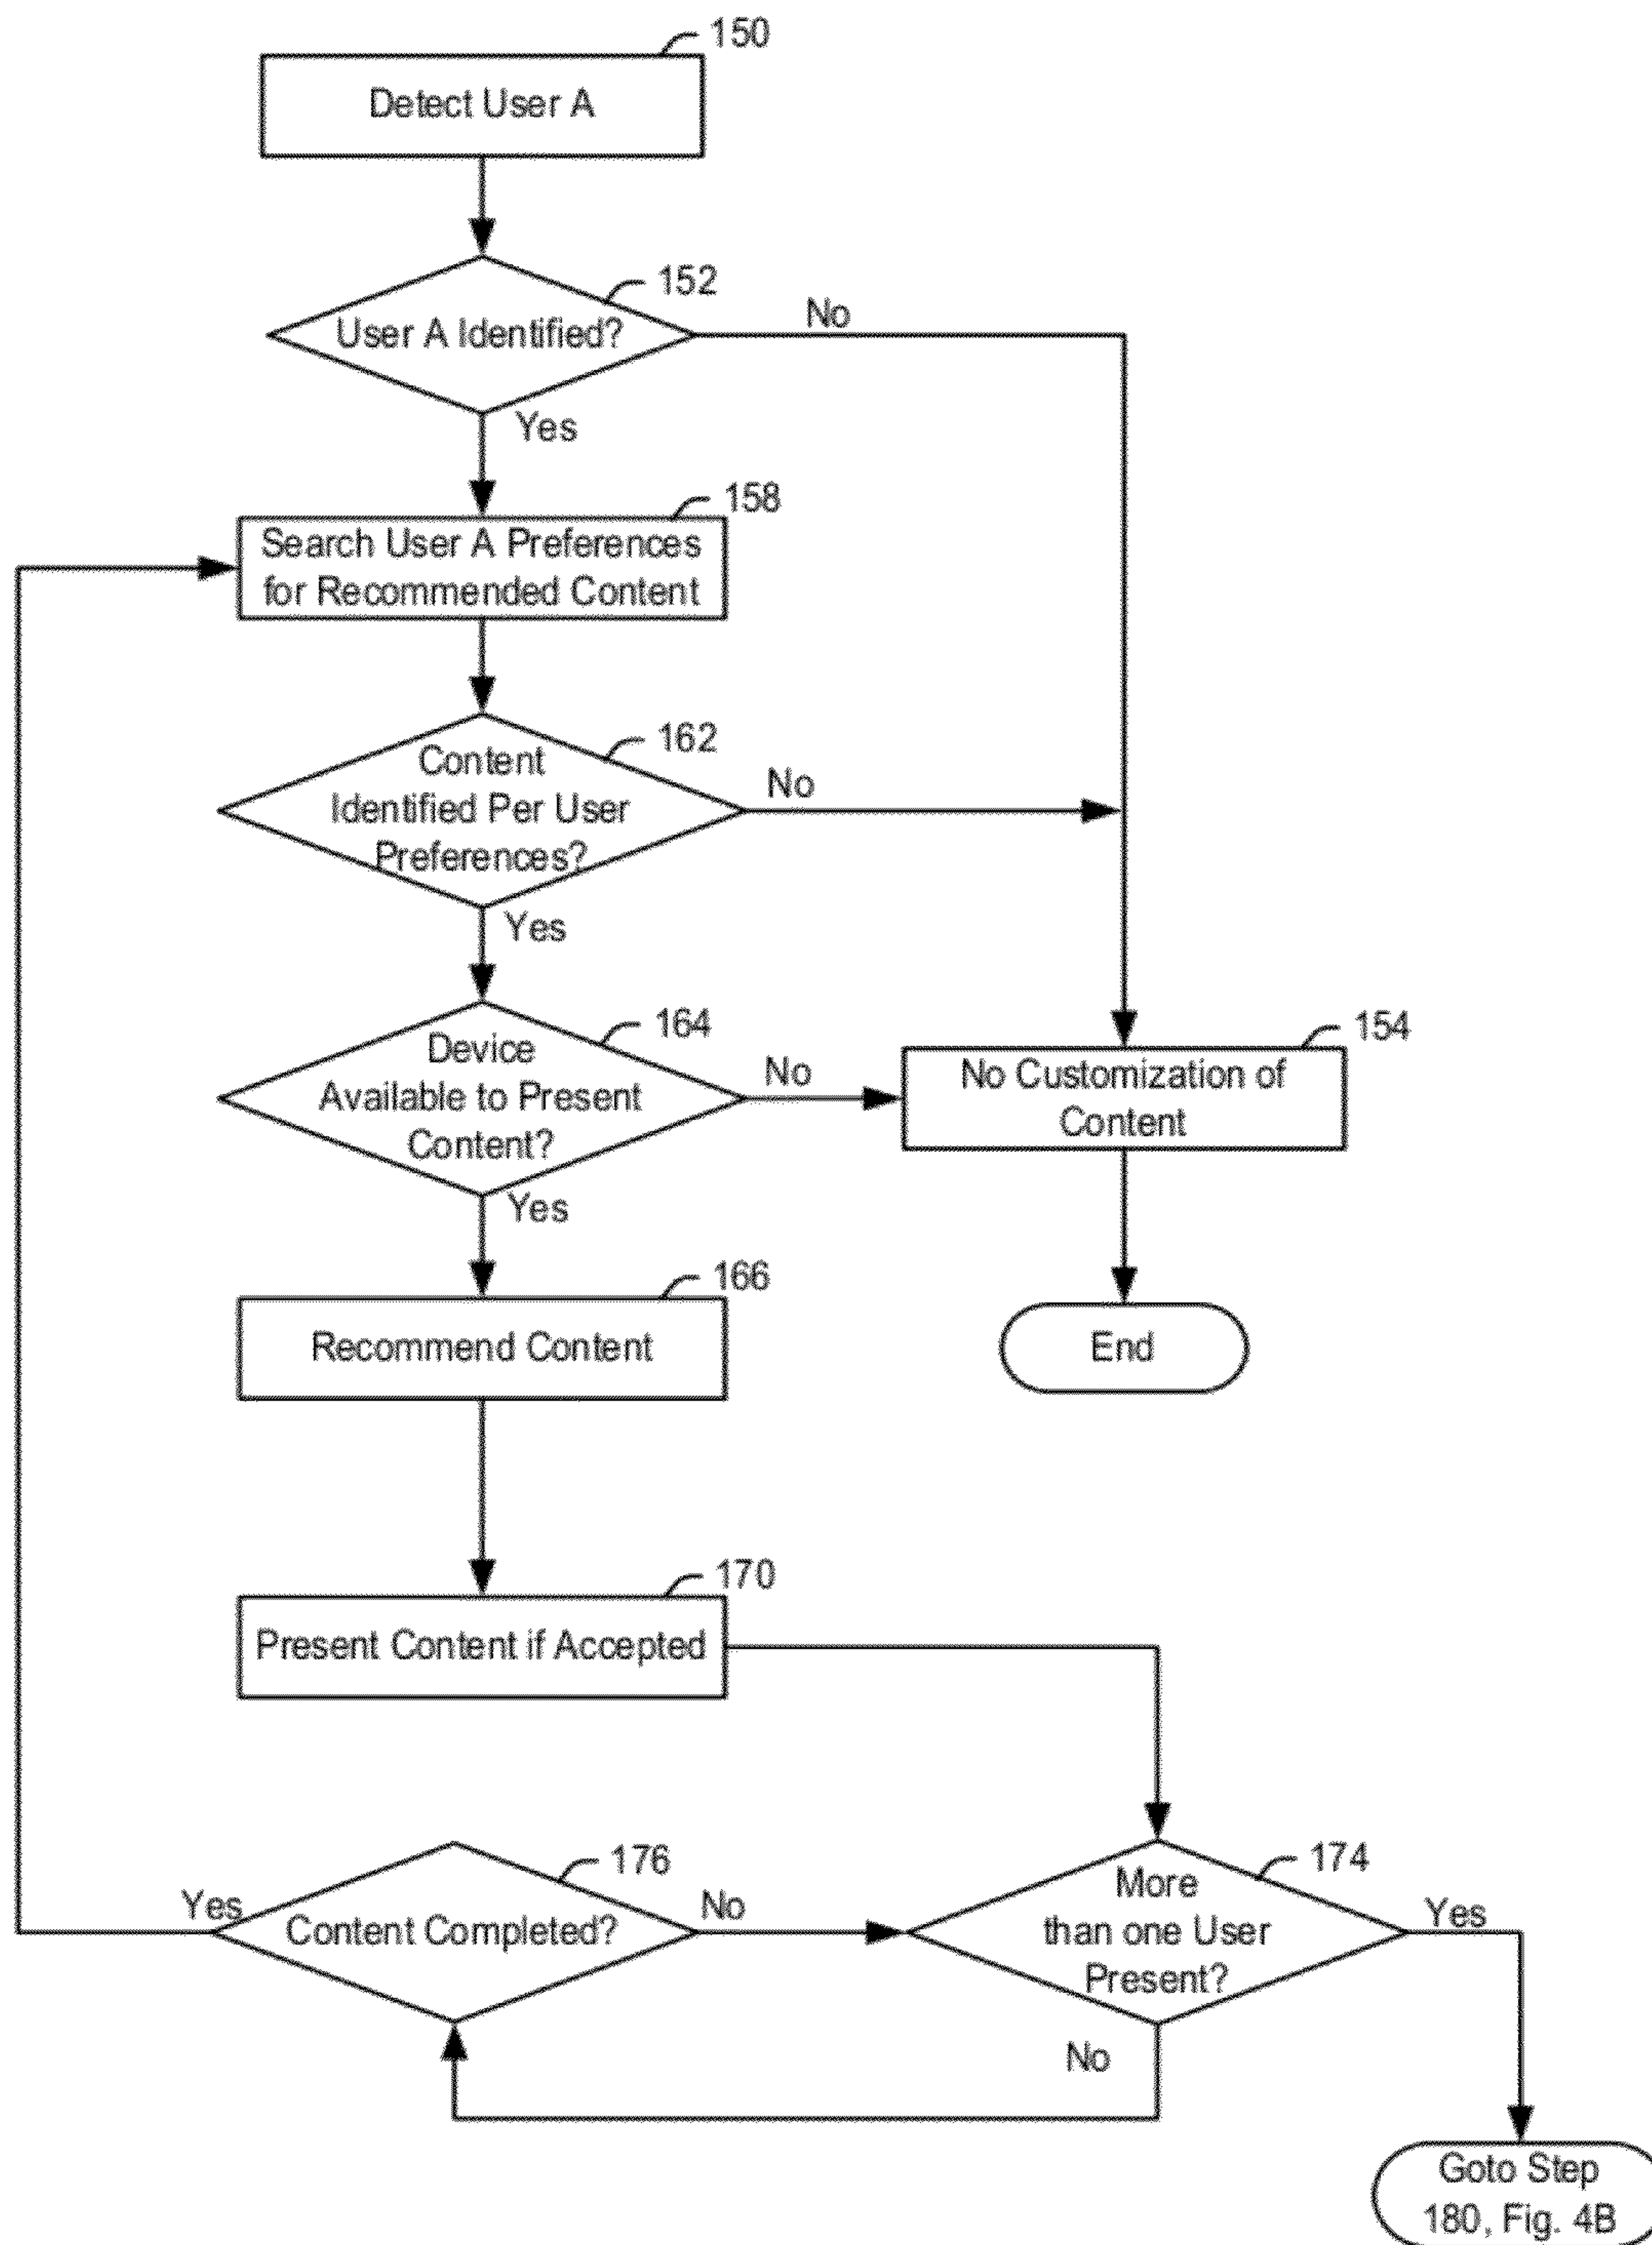 150
Detect User A
152
User A Identified?
No
Yes
158
Search User A Preferences
for Recommended Content
162
Content
Identified Per User
Preferences?
No
Yes
164
Device
Available to Present
Content?
No
154
No Customization of
Content
Yes
166
Recommend Content
End
170
Present Content if Accepted
176
Yes
Content Completed?
No
174
More
than one User
Present?
Yes
No
Goto Step
180, Fig. 4B